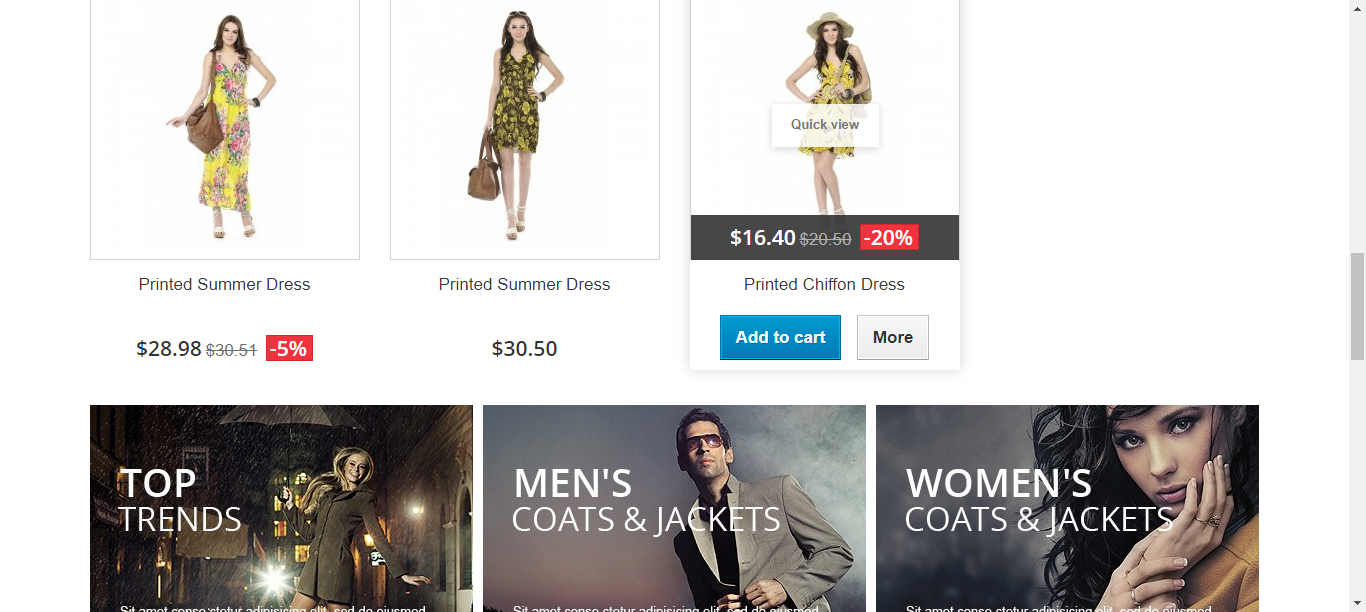 Quick view
$16.40 $20.50 -20%
Printed Summer Dress
Printed Summer Dress
Printed Chiffon Dress
$28.98 $30.51 -5%
$30.50
Add to cart
More
TOP
TRENDS
MEN'S
COATS & JACKETS
WOMEN'S
COATS & JACKETS
Sit amet conse ctetur adipisicing elit, sed do eiusmod
Sit amet conse ctetur adipisicing elit, sed do eiusmod
Sit amet conse ctetur adipisicing elit, sed do eiusmod